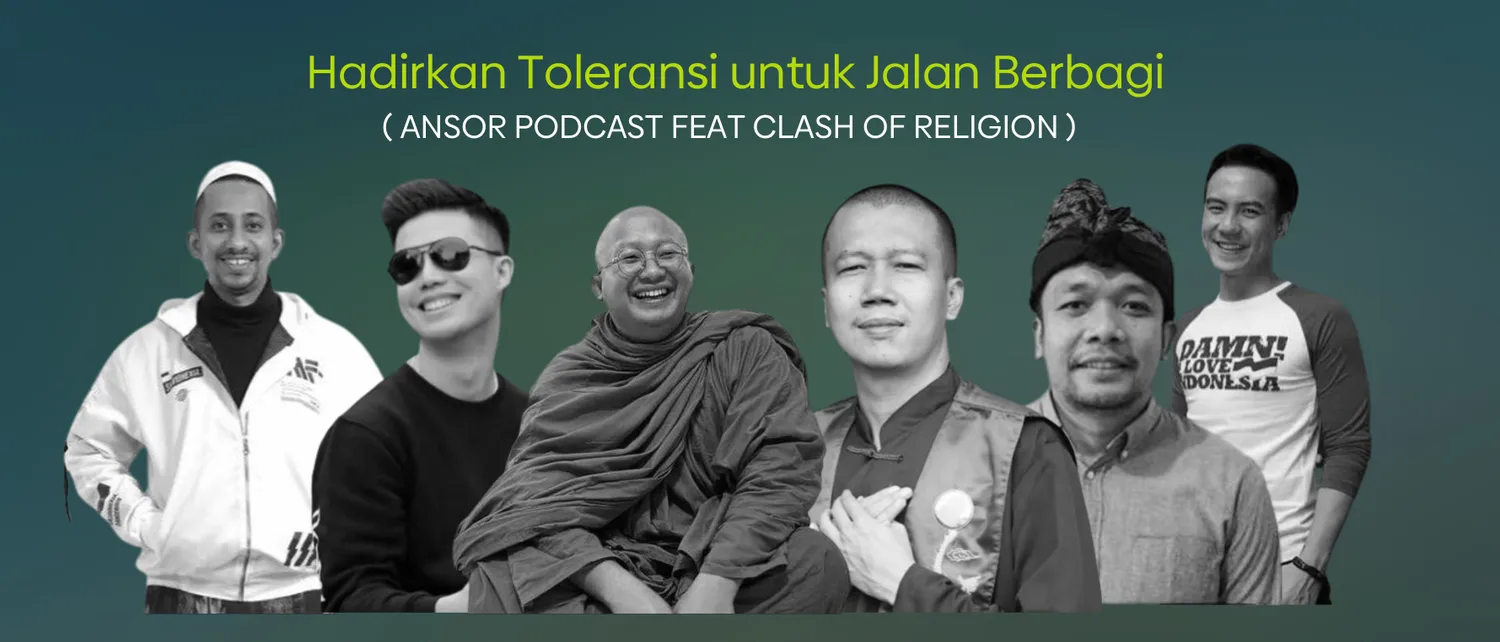 Hadirkan Toleransi untuk Jalan Berbagi
( ANSOR PODCAST FEAT CLASH OF RELIGION )
DAMN!
I LOVE
INDONESIA